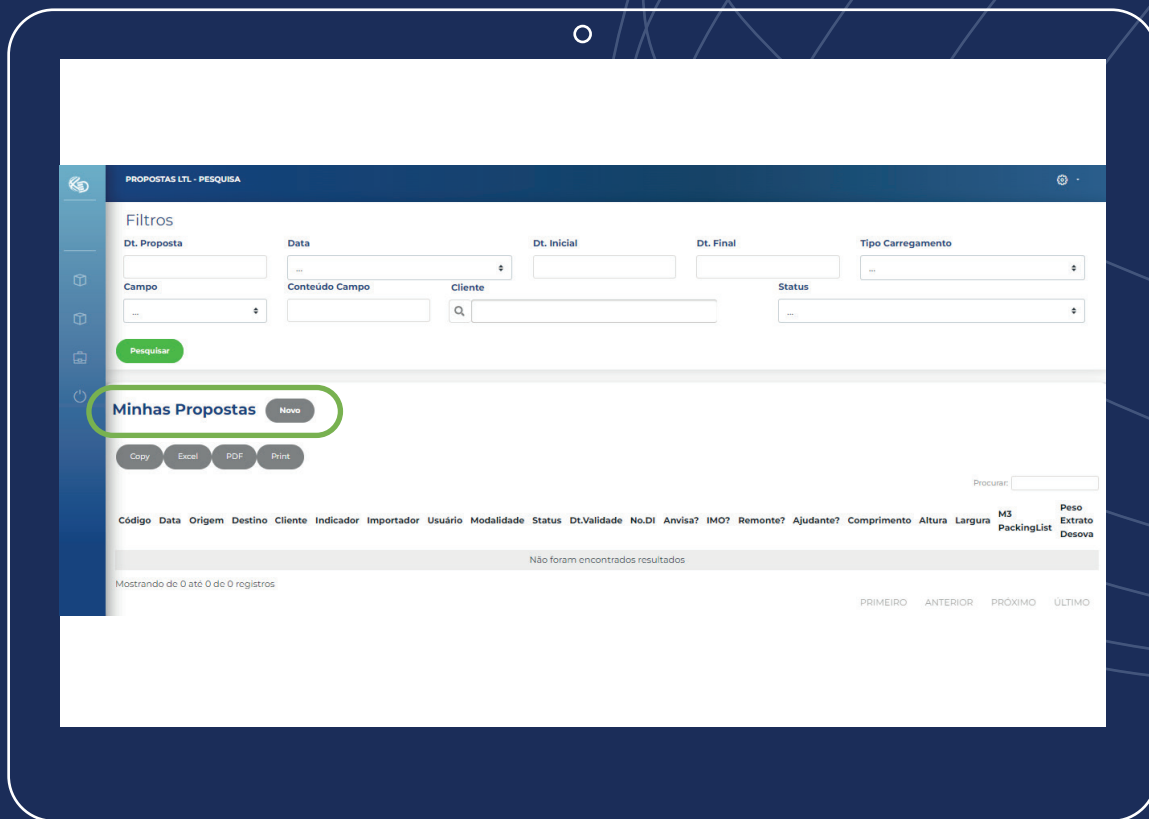 PROPOSTAS LTL - PESQUISA
Filtros
Dt. Proposta Data Dt. Inicial Dt. Final Tipo Carregamento
... ...
Campo Conteúdo Campo Cliente Status
... ...
Pesquisar
Minhas Propostas Novo
Copy Excel PDF Print
Procurar:
Código Data Origem Destino Cliente Indicador Importador Usuário Modalidade Status Dt.Validade No.DI Anvisa? IMO? Remonte? Ajudante? Comprimento Altura Largura M3 PackingList Peso Extrato Desova
Não foram encontrados resultados
Mostrando de 0 até 0 de 0 registros
PRIMEIRO ANTERIOR PRÓXIMO ÚLTIMO